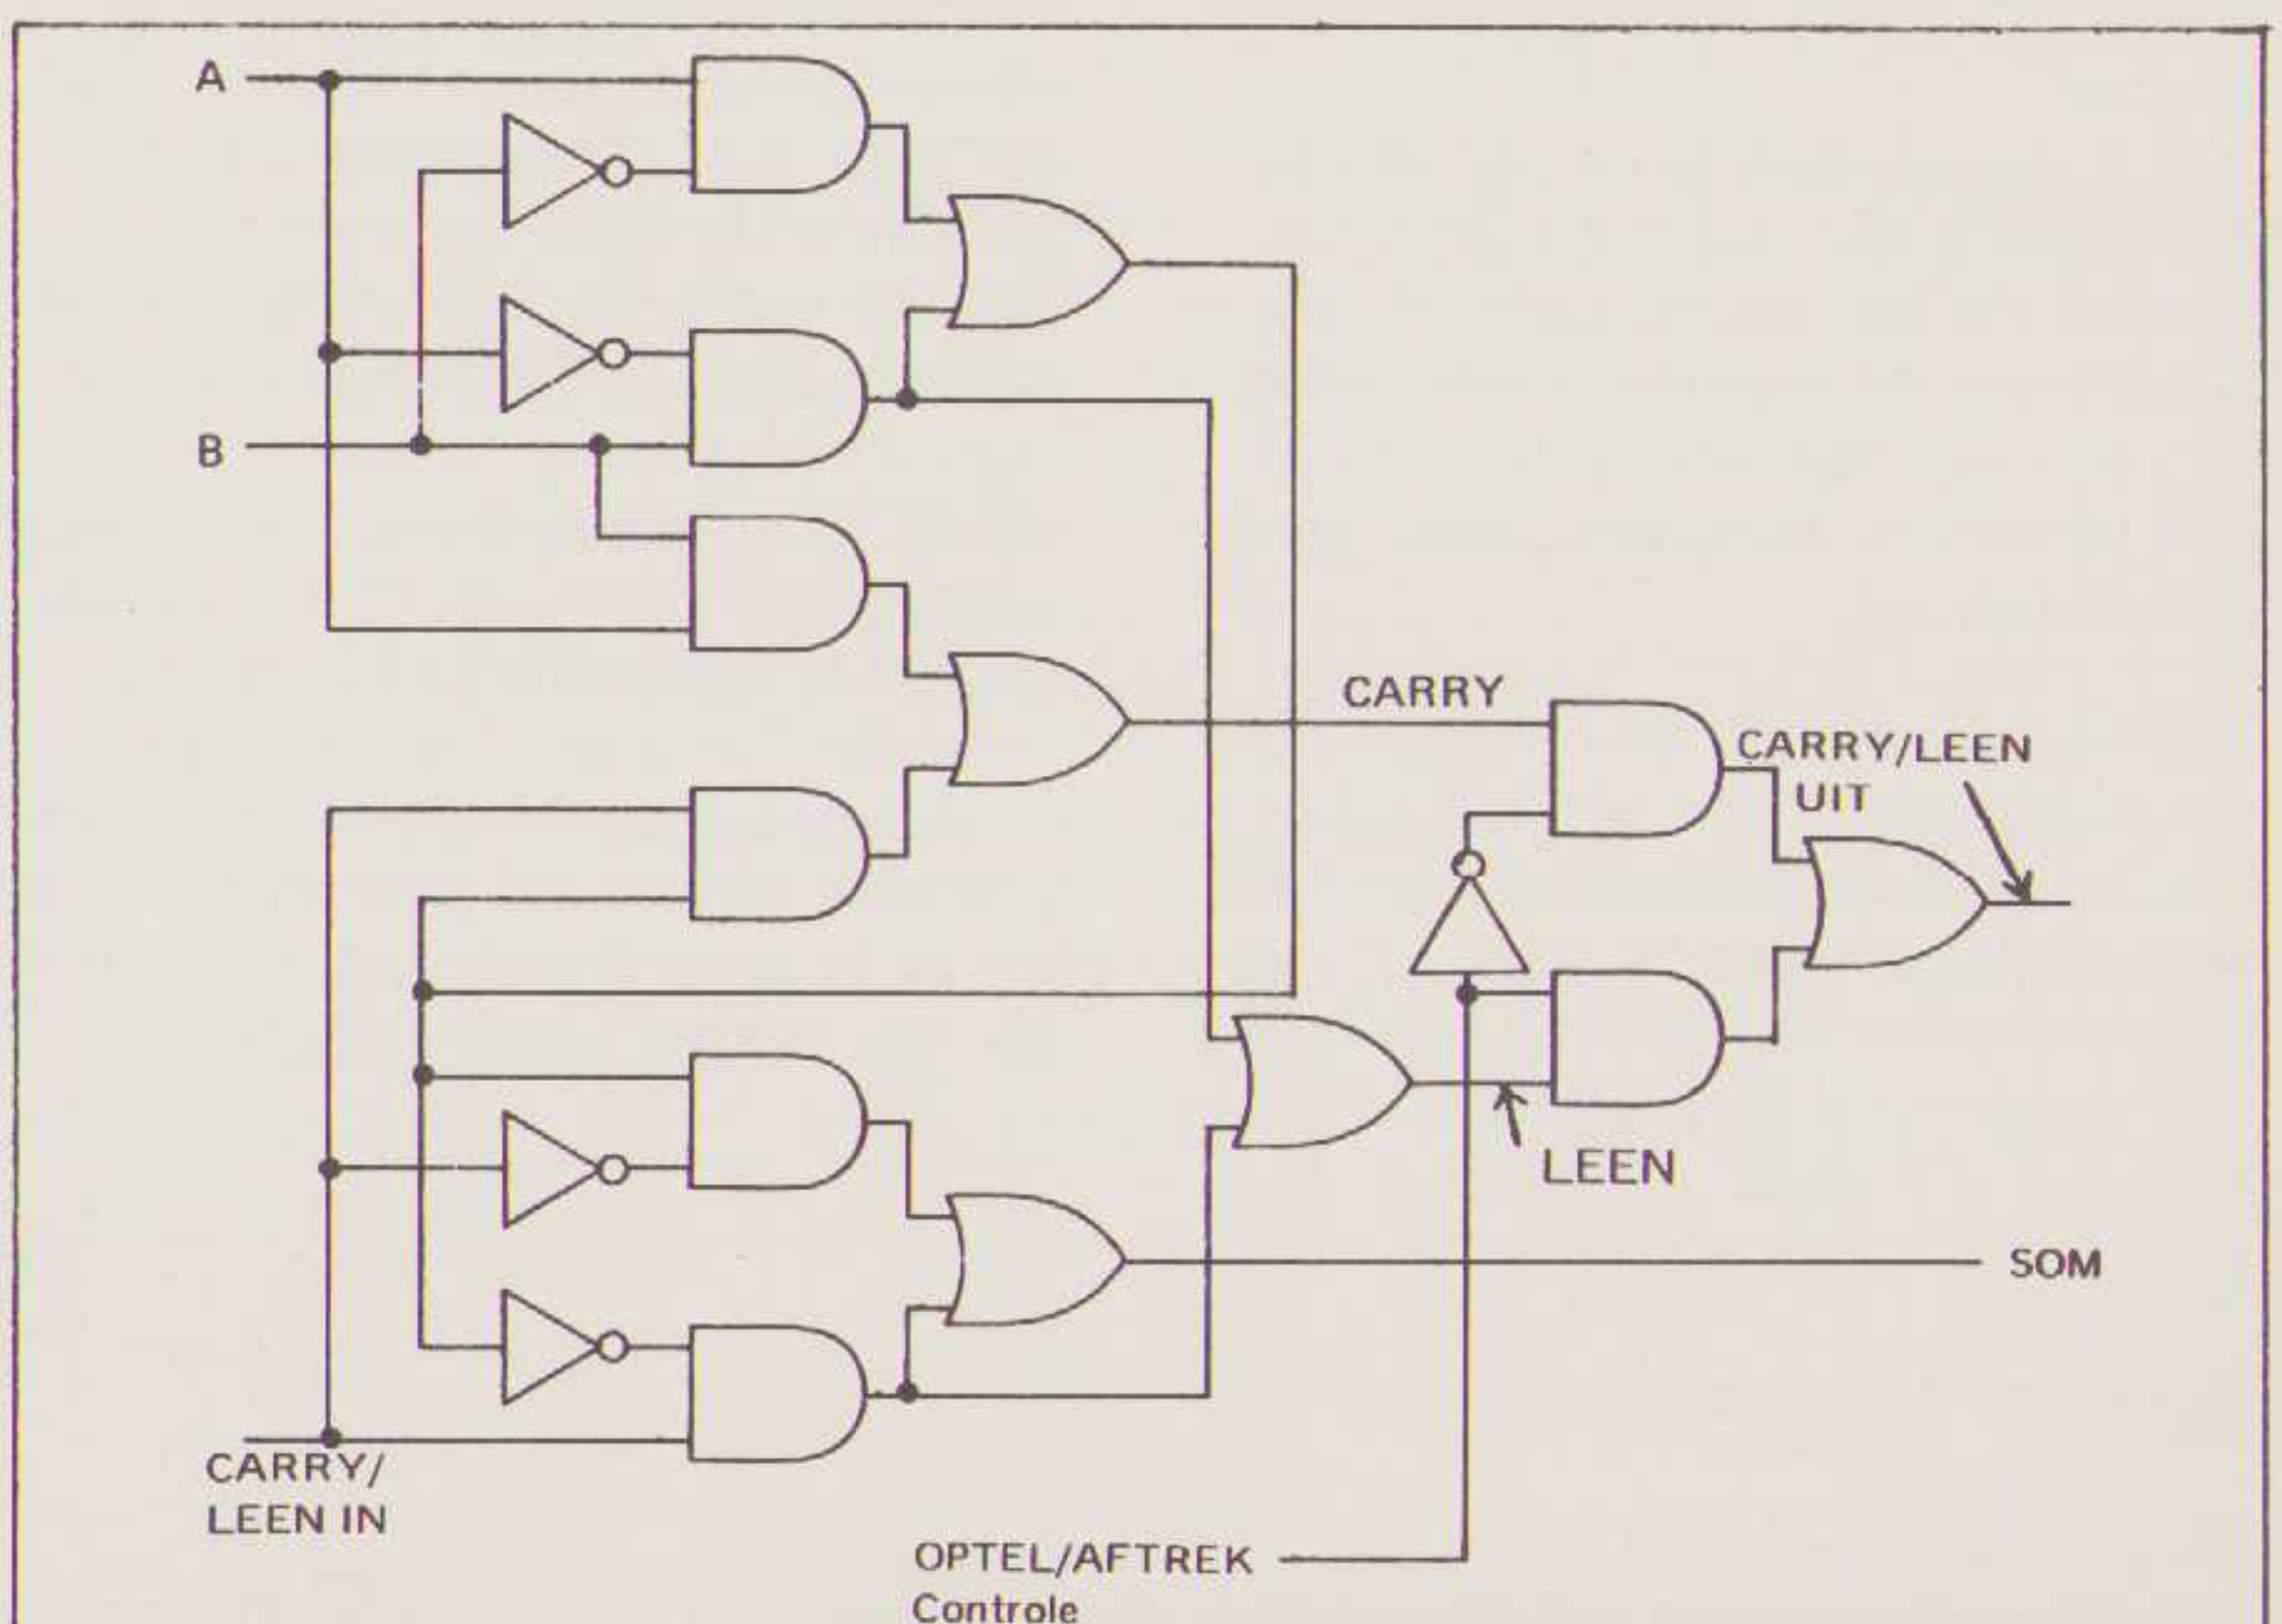 A
B
CARRY
CARRY/LEEN
UIT
LEEN
SOM
CARRY/
LEEN IN
OPTEL/AFTREK
Controle